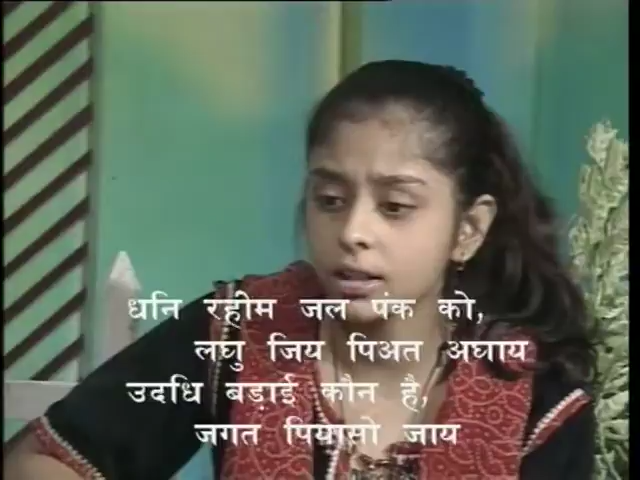 धनि रहीम जल पंक को,
लघु जिय पिअत अघाय
उदधि बड़ाई कौन है,
जगत पियासो जाय